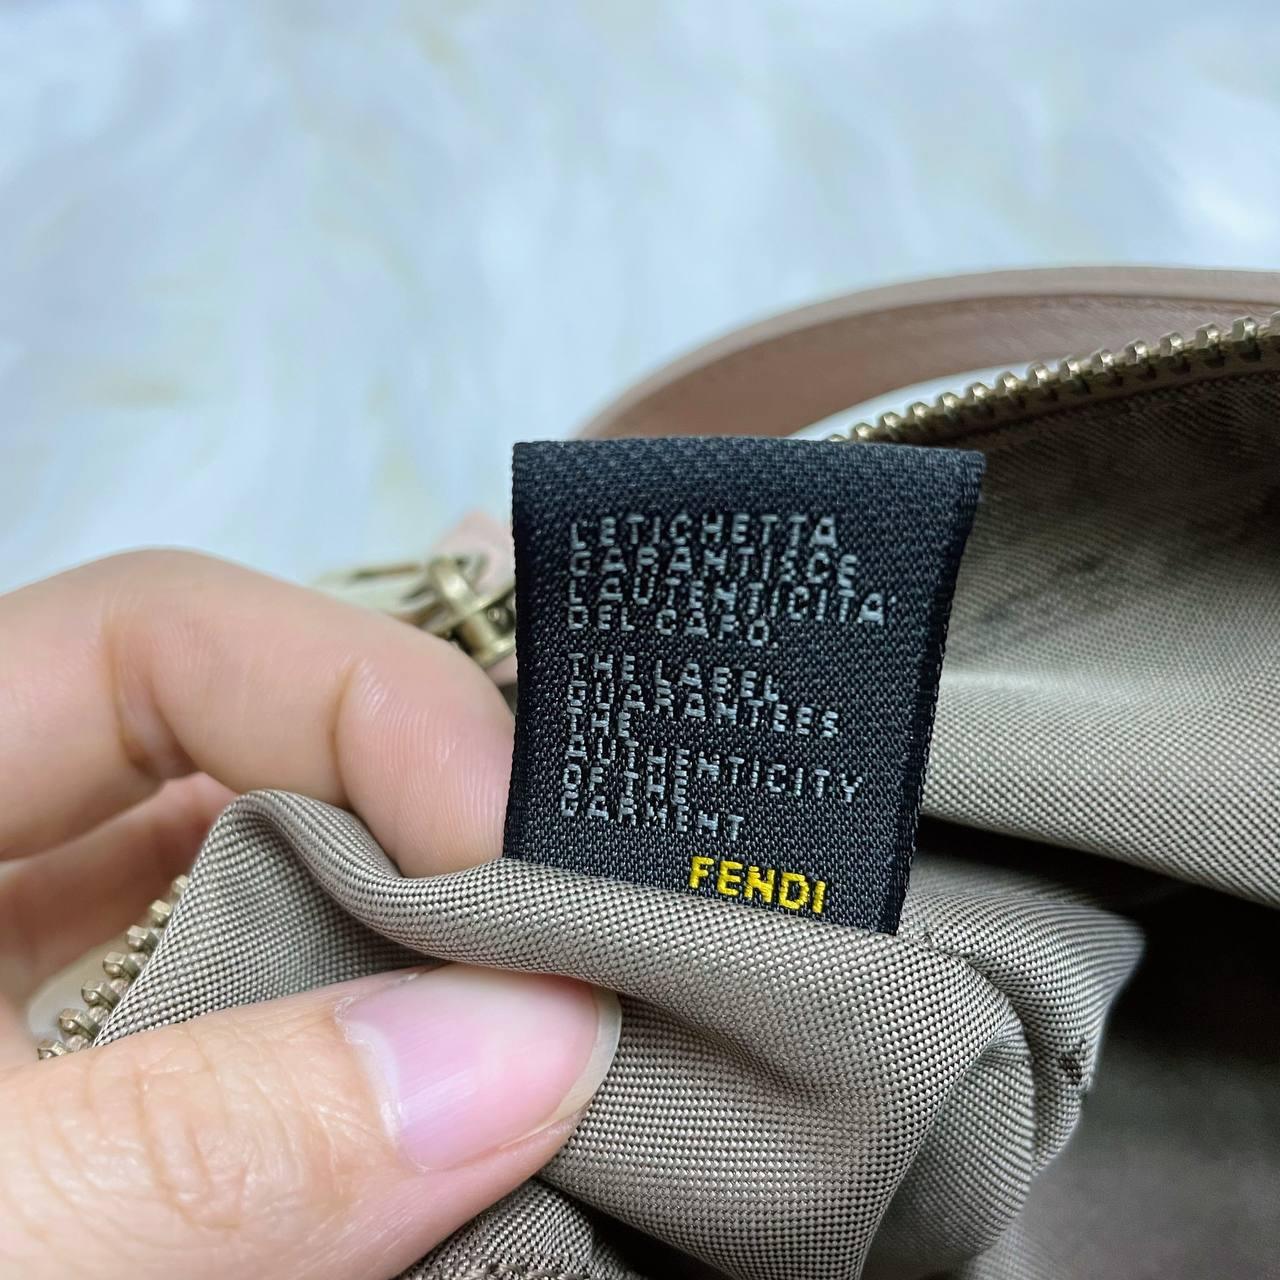 L'ETICHETTA
GARANTISCE
L'AUTENTICITA
DEL CAPO.
THE LABEL
GUARANTEES
THE
AUTHENTICITY
OF THE
GARMENT
FENDI